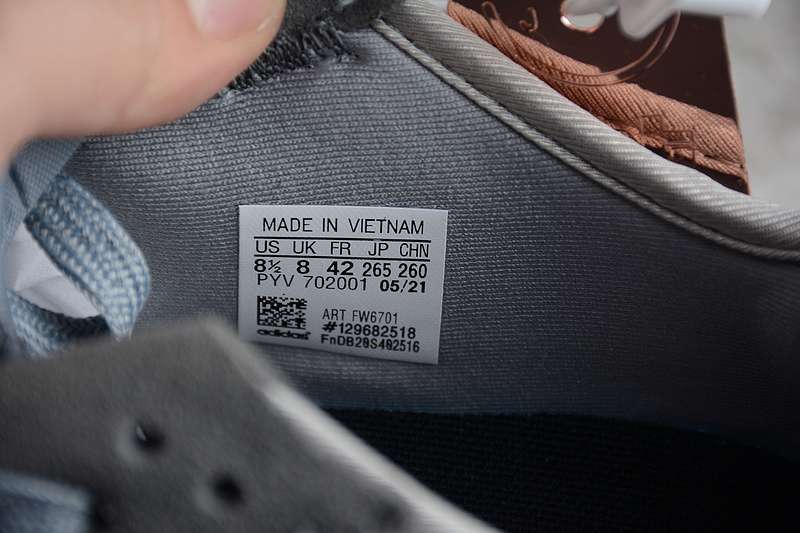 MADE IN VIETNAM
US UK FR JP CHN
8½ 8 42 265 260
PYV 702001 05/21
ART FW6701
#129682518
adidas
FnDB20S402516